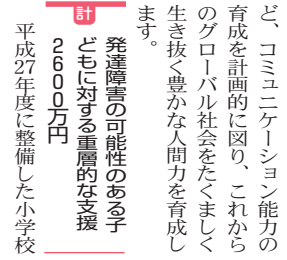 ど、コミュニケーション能力の
育成を計画的に図り、これから
のグローバル社会をたくましく
生き抜く豊かな人間力を育成し
ます。
計
発達障害の可能性のある子
どもに対する重層的な支援
2600万円
平成27年度に整備した小学校